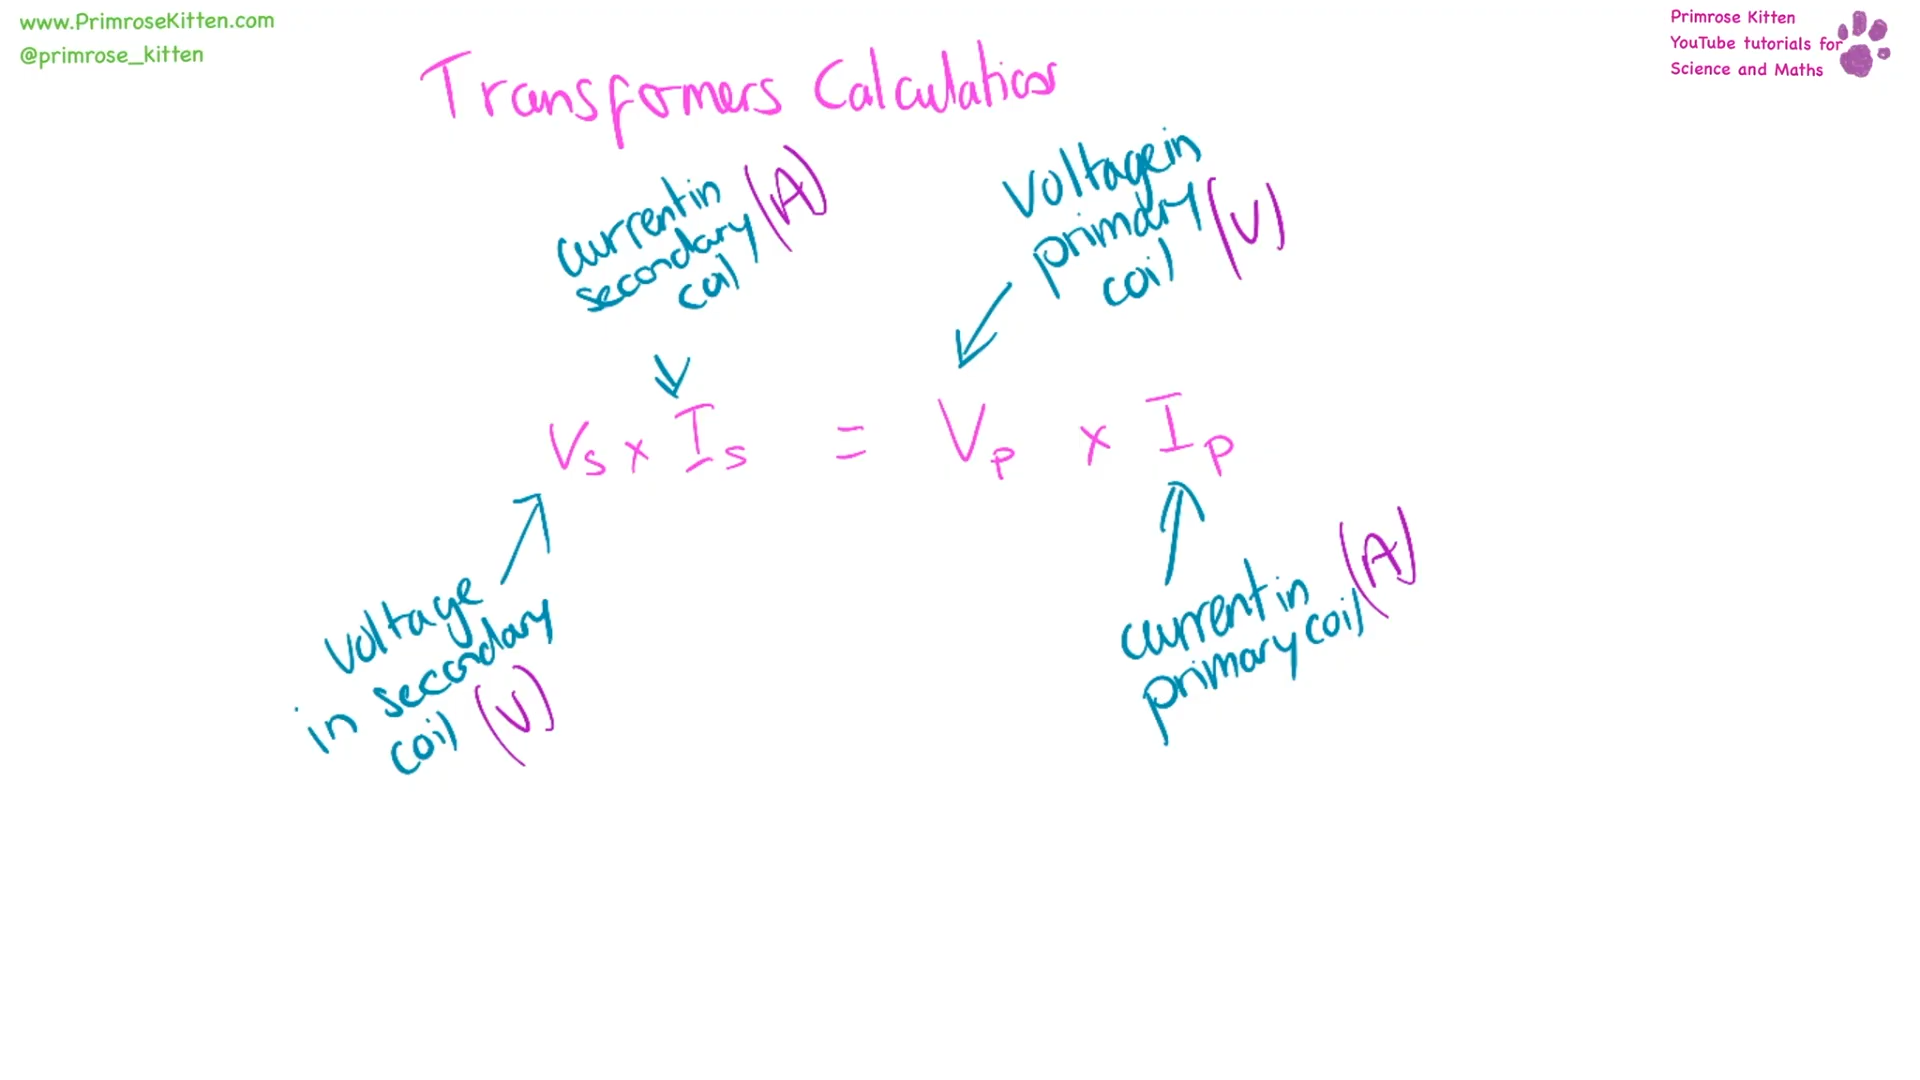 www.PrimroseKitten.com
@primrose_kitten
Primrose Kitten
YouTube tutorials for
Science and Maths
Transformers Calculations
current in
secondary
coil (A)
Voltage in
primary
coil (V)
Vs x Is = Vp x Ip
Voltage
in secondary
coil (V)
current in
primary coil (A)